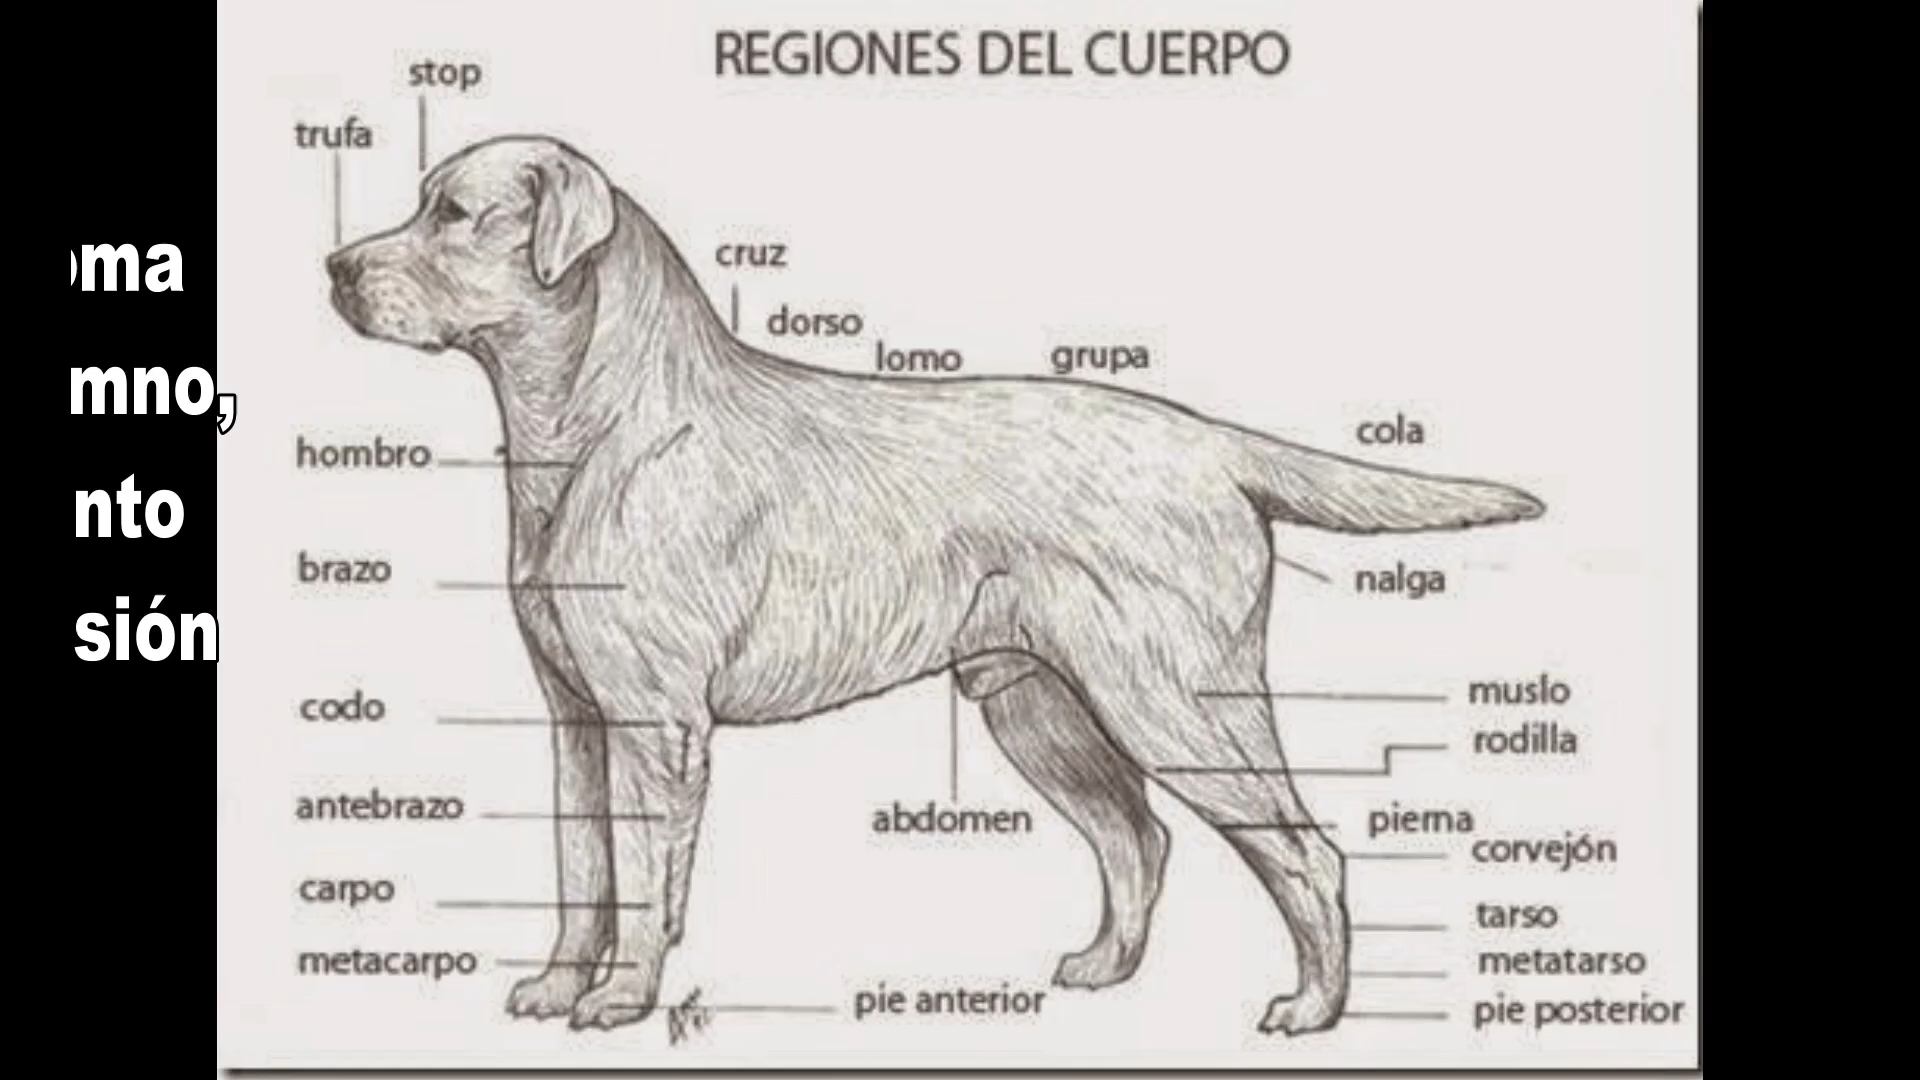 REGIONES DEL CUERPO
stop
trufa
cruz
dorso
lomo
grupa
cola
hombro
brazo
nalga
codo
muslo
rodilla
antebrazo
abdomen
pierna
corvejón
carpo
tarso
metacarpo
metatarso
pie anterior
pie posterior
ma
mno,
nto
sión